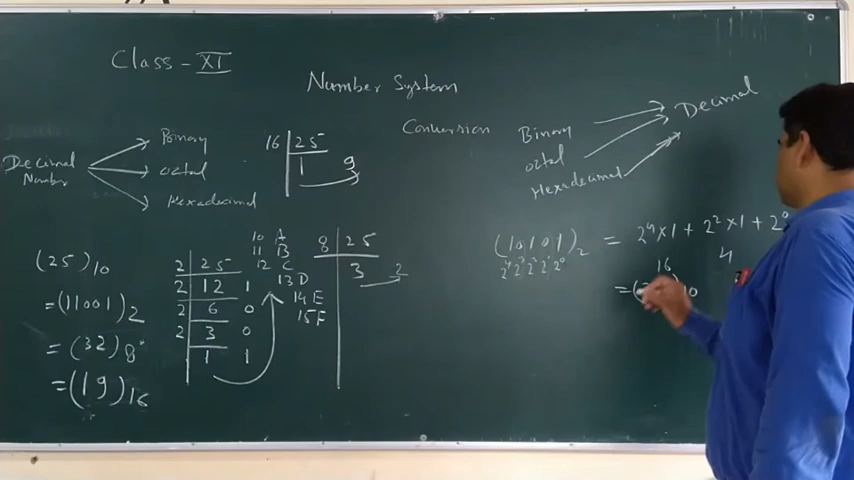 Class - XI
Number System
Decimal Number
Binary
octal
Hexadecimal
16 25
1 9
Conversion
Binary
octal
Hexadecimal
Decimal
(25)10
=(11001)2
=(32)8
=(19)16
2 25
2 12 1
2 6 0
2 3 0
1 1
10 A
11 B
12 C
13 D
14 E
15 F
8 25
3 2
(10101)2 = 2⁴×1 + 2²×1 + 2⁰
2⁴ 2³ 2² 2¹ 2⁰
16 4